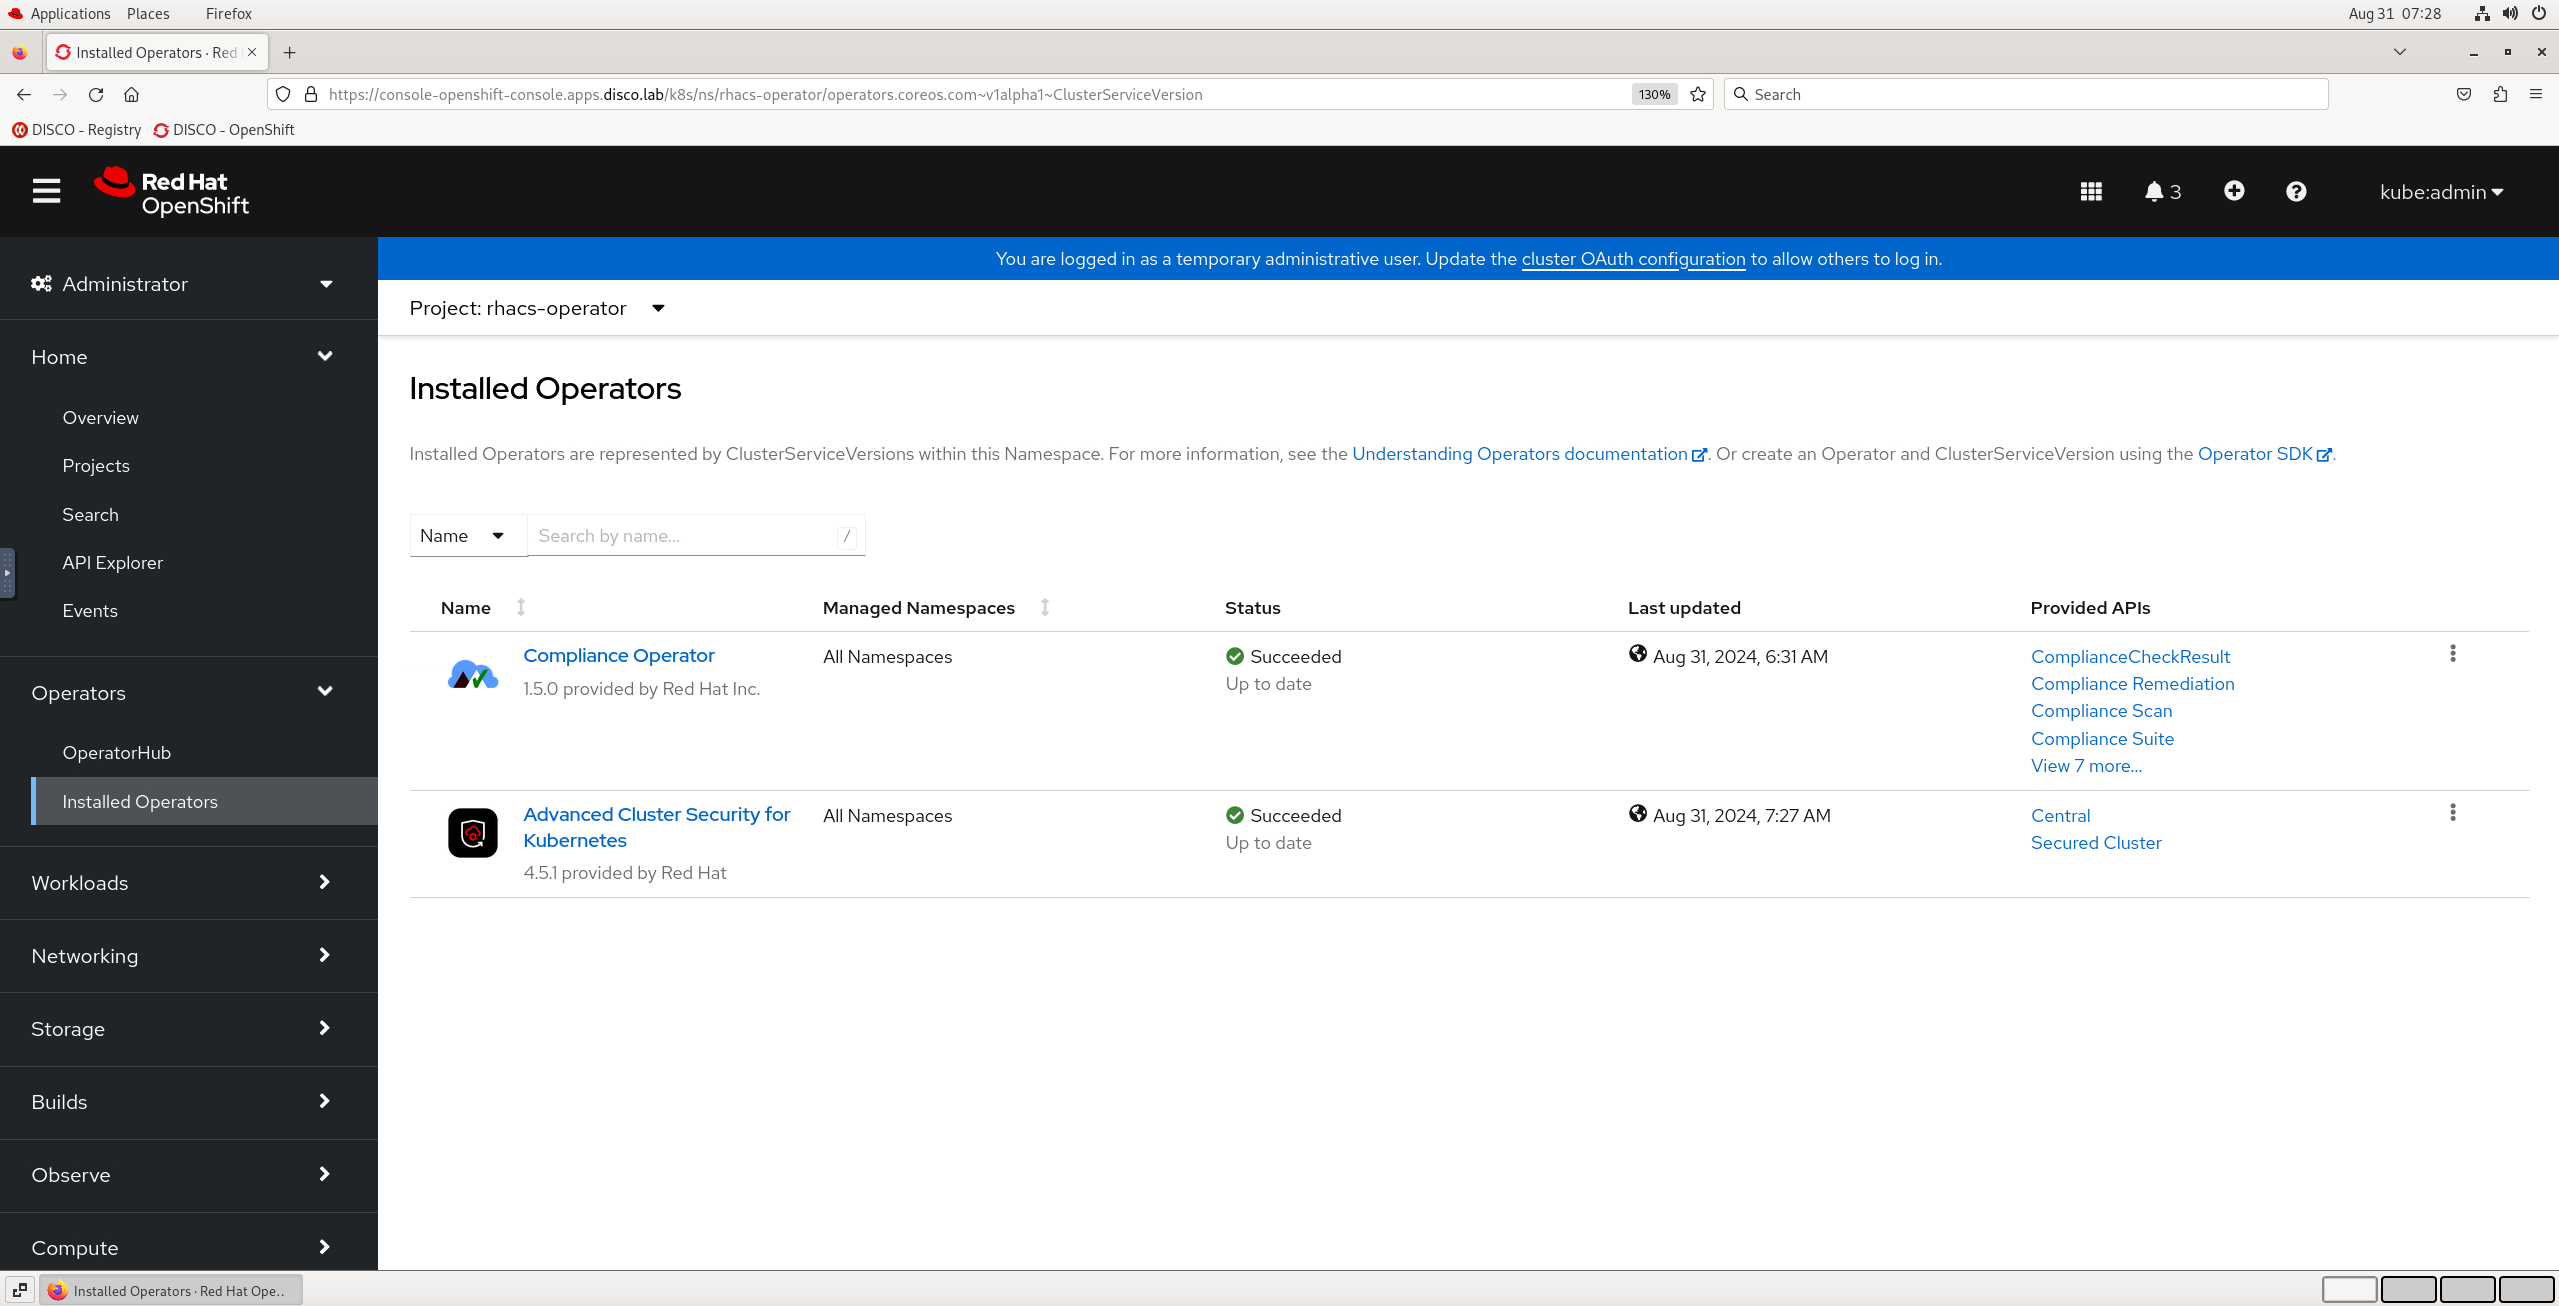 Applications Places Firefox Aug 31 07:28
Installed Operators · Red
https://console-openshift-console.apps.disco.lab/k8s/ns/rhacs-operator/operators.coreos.com~v1alpha1~ClusterServiceVersion 130% Search
DISCO - Registry DISCO - OpenShift
Red Hat
OpenShift
3
kube:admin
You are logged in as a temporary administrative user. Update the cluster OAuth configuration to allow others to log in.
Administrator
Home
Overview
Projects
Search
API Explorer
Events
Operators
OperatorHub
Installed Operators
Workloads
Networking
Storage
Builds
Observe
Compute
Project: rhacs-operator
Installed Operators
Installed Operators are represented by ClusterServiceVersions within this Namespace. For more information, see the Understanding Operators documentation. Or create an Operator and ClusterServiceVersion using the Operator SDK.
Name Search by name... /
Name Managed Namespaces Status Last updated Provided APIs
Compliance Operator
1.5.0 provided by Red Hat Inc.
All Namespaces
Succeeded
Up to date
Aug 31, 2024, 6:31 AM
ComplianceCheckResult
Compliance Remediation
Compliance Scan
Compliance Suite
View 7 more...
Advanced Cluster Security for
Kubernetes
4.5.1 provided by Red Hat
All Namespaces
Succeeded
Up to date
Aug 31, 2024, 7:27 AM
Central
Secured Cluster
Installed Operators · Red Hat Ope..